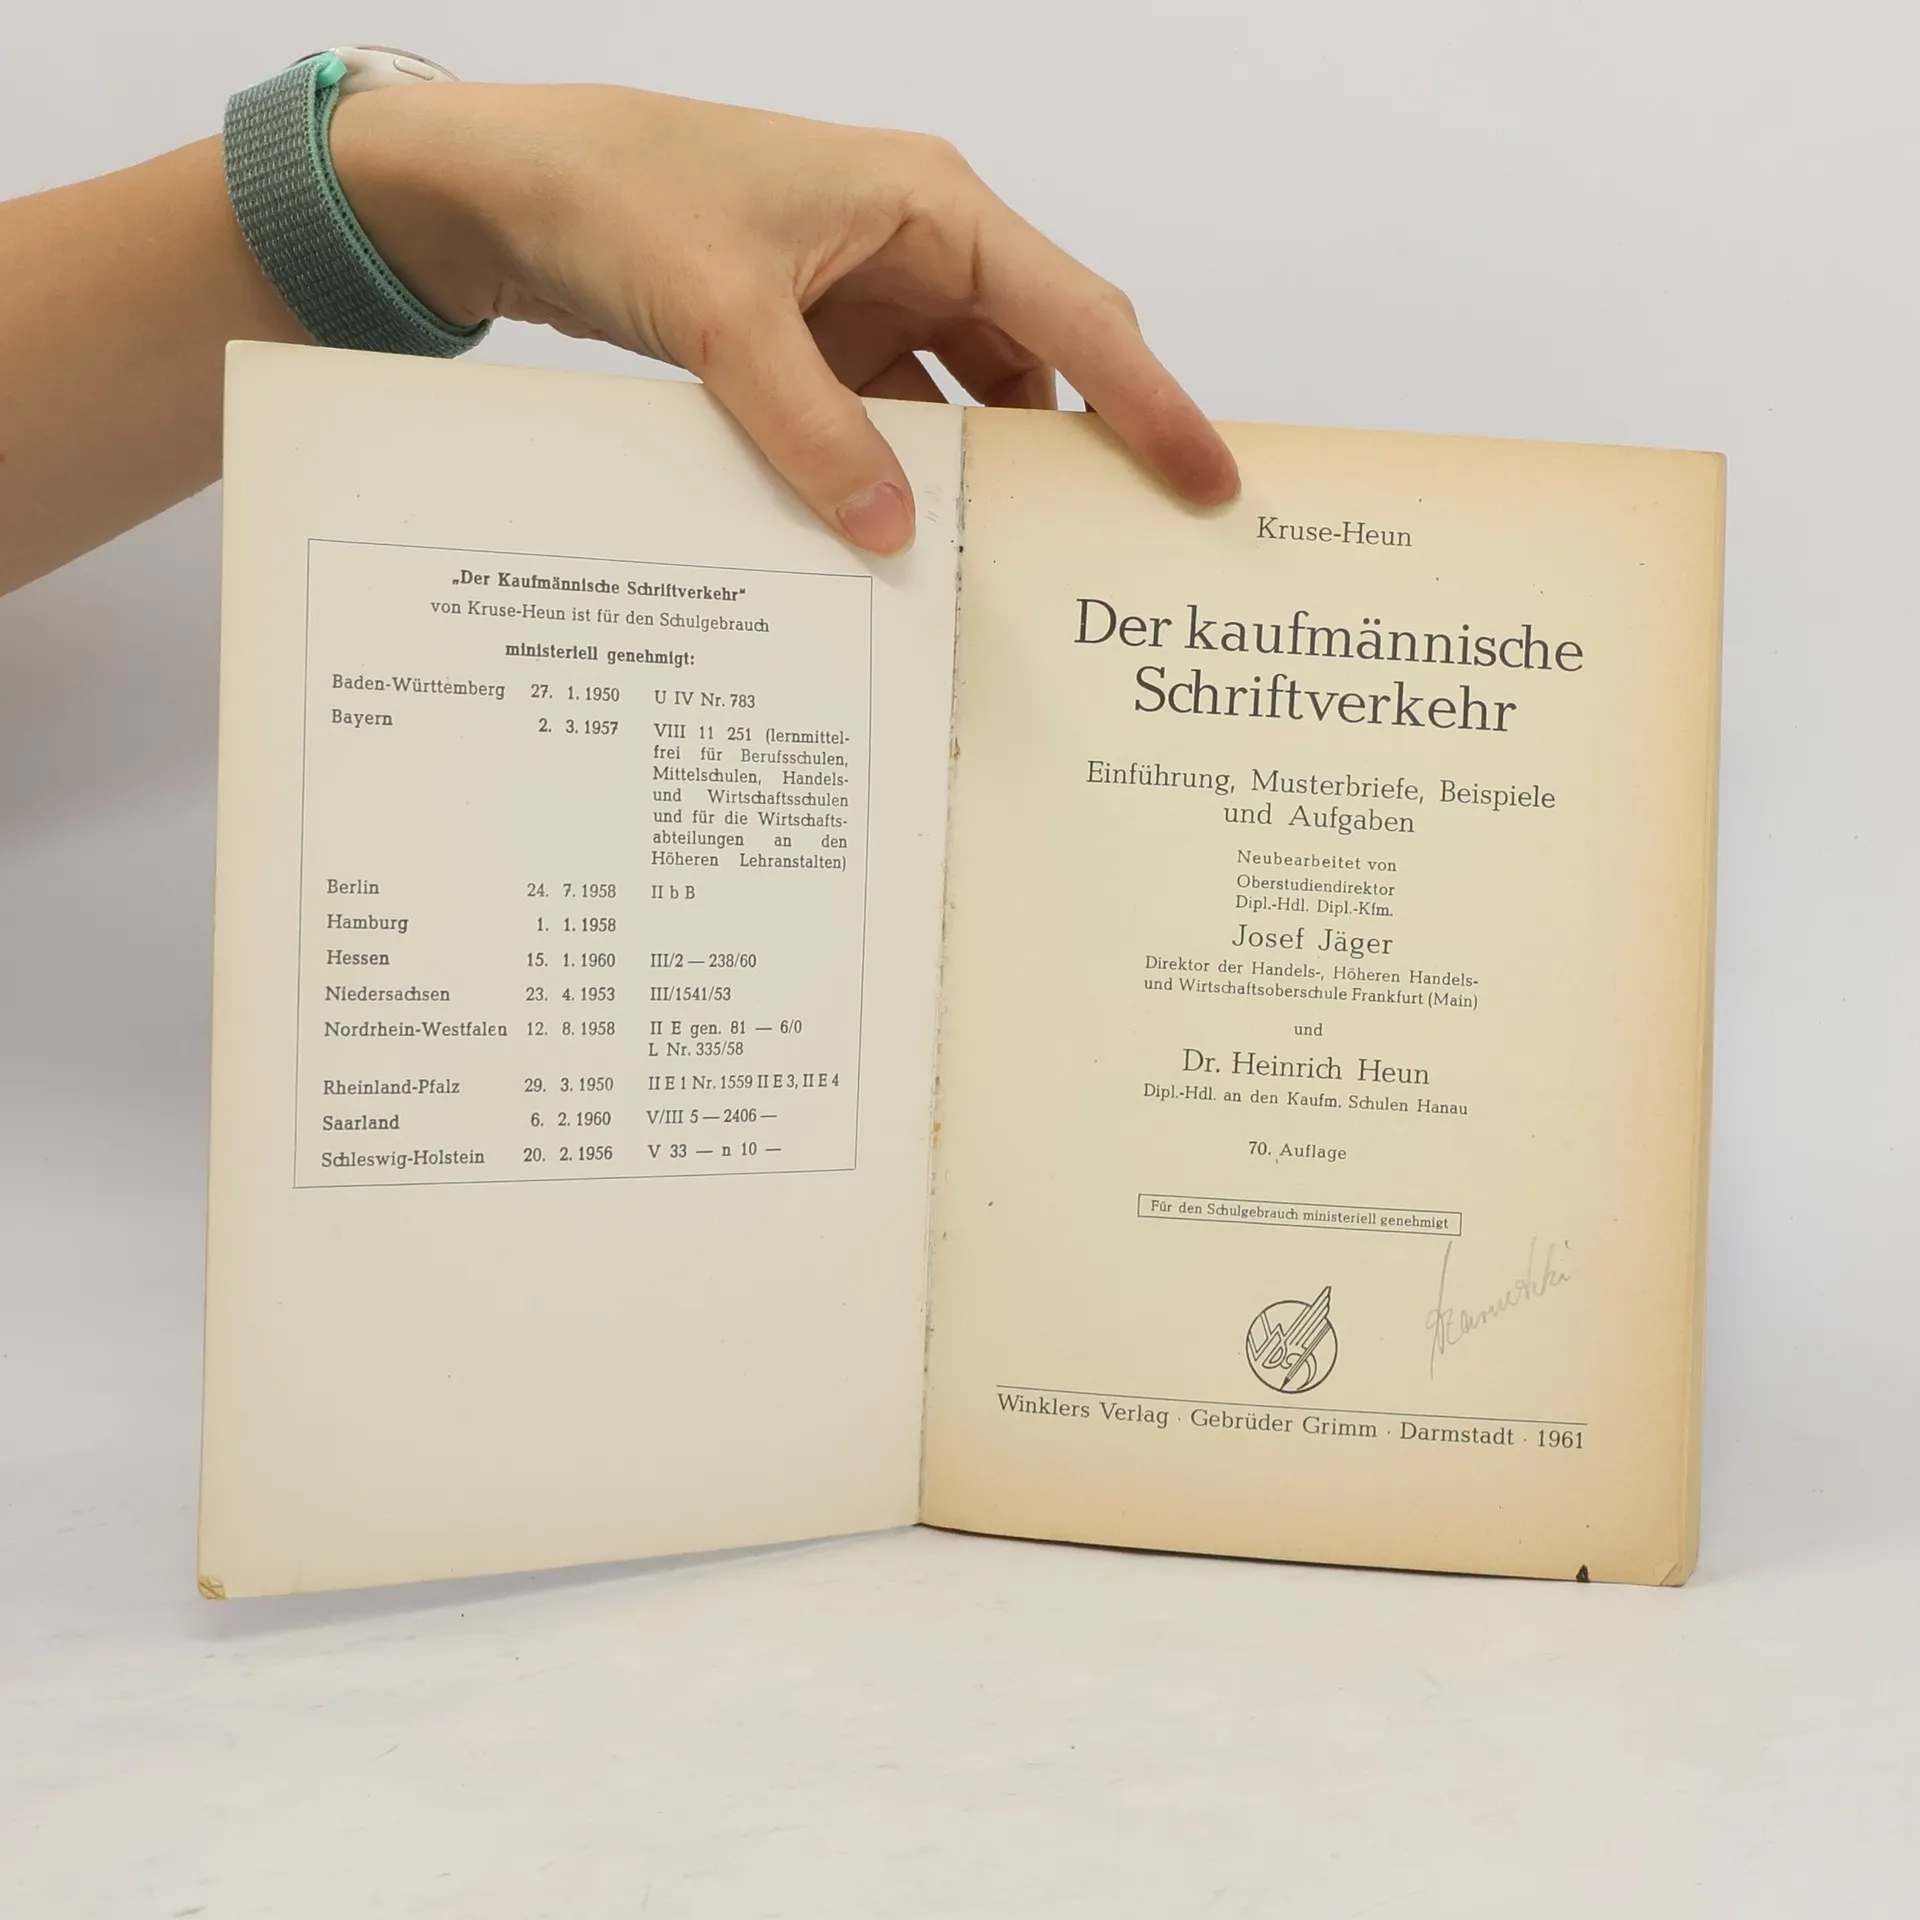 „Der Kaufmännische Schriftverkehr“
von Kruse-Heun ist für den Schulgebrauch
ministeriell genehmigt:
Baden-Württemberg 27. 1. 1950 U IV Nr. 783
Bayern 2. 3. 1957 VIII 11 251 (lernmittel-
frei für Berufsschulen,
Mittelschulen, Handels-
und Wirtschaftsschulen
und für die Wirtschafts-
abteilungen an den
Höheren Lehranstalten)
Berlin 24. 7. 1958 II b B
Hamburg 1. 1. 1958
Hessen 15. 1. 1960 III/2 — 238/60
Niedersachsen 23. 4. 1953 III/1541/53
Nordrhein-Westfalen 12. 8. 1958 II E gen. 81 — 6/0
L Nr. 335/58
Rheinland-Pfalz 29. 3. 1950 II E 1 Nr. 1559 II E 3, II E 4
Saarland 6. 2. 1960 V/III 5 — 2406 —
Schleswig-Holstein 20. 2. 1956 V 33 — n 10 —
Kruse-Heun
Der kaufmännische
Schriftverkehr
Einführung, Musterbriefe, Beispiele
und Aufgaben
Neubearbeitet von
Oberstudiendirektor
Dipl.-Hdl. Dipl.-Kfm.
Josef Jäger
Direktor der Handels-, Höheren Handels-
und Wirtschaftsoberschule Frankfurt (Main)
und
Dr. Heinrich Heun
Dipl.-Hdl. an den Kaufm. Schulen Hanau
70. Auflage
Für den Schulgebrauch ministeriell genehmigt
Winklers Verlag · Gebrüder Grimm · Darmstadt · 1961